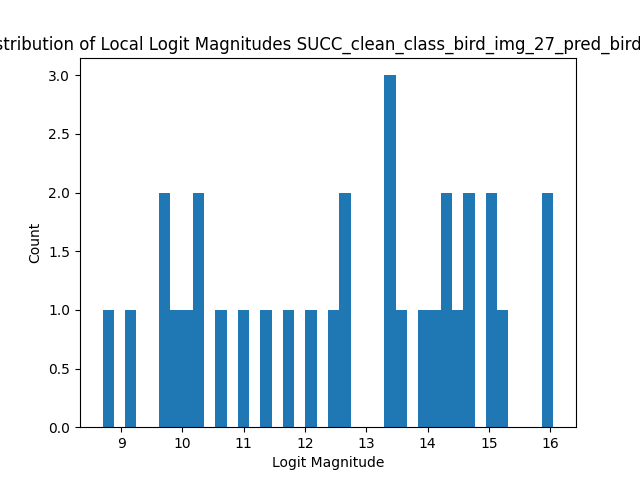 stribution of Local Logit Magnitudes SUCC_clean_class_bird_img_27_pred_bird
3.0
2.5
2.0
1.5
1.0
0.5
0.0
Count
9 10 11 12 13 14 15 16
Logit Magnitude